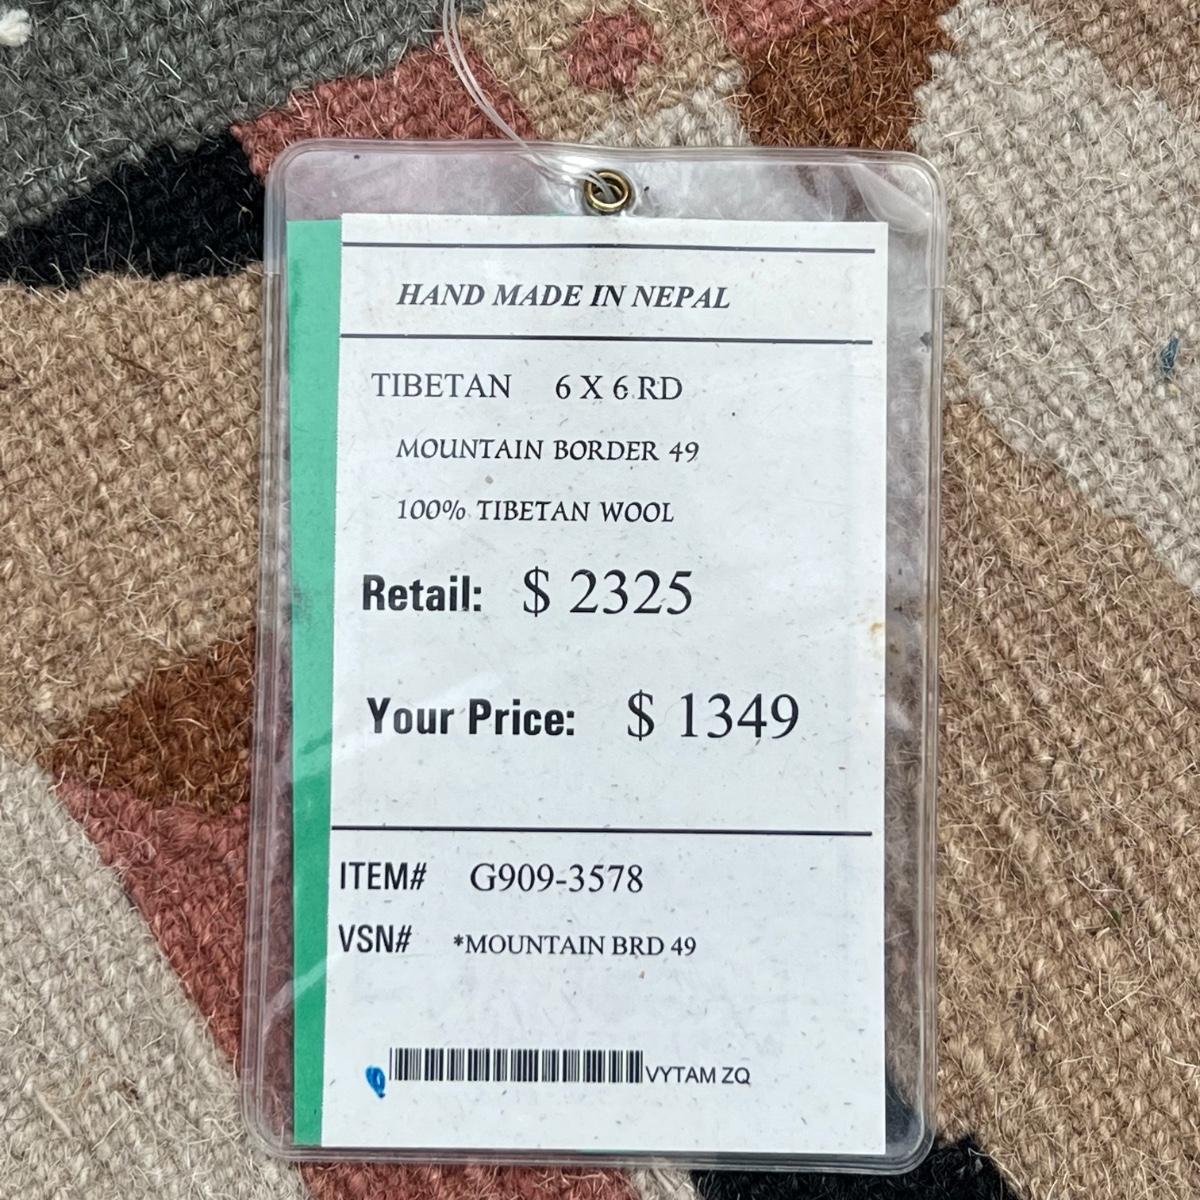 HAND MADE IN NEPAL
TIBETAN 6 X 6 RD
MOUNTAIN BORDER 49
100% TIBETAN WOOL
Retail: $ 2325
Your Price: $ 1349
ITEM# G909-3578
VSN# *MOUNTAIN BRD 49
VYTAM ZQ